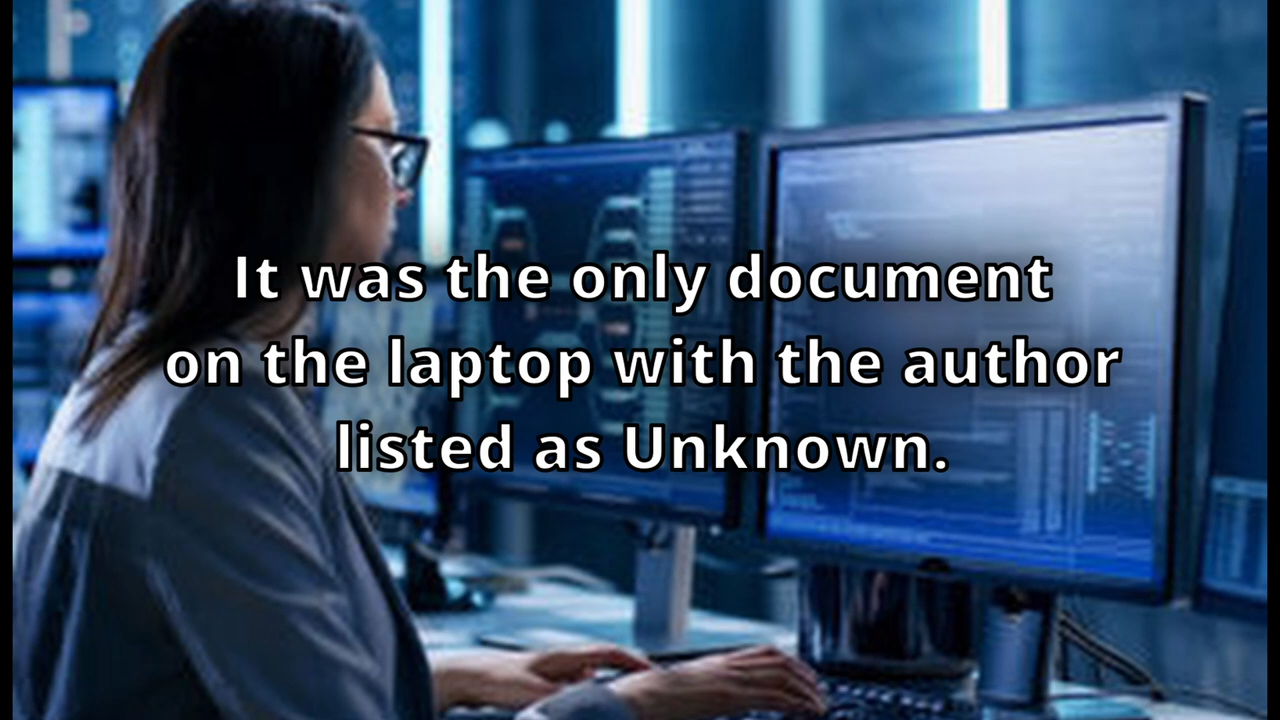 It was the only document
on the laptop with the author
listed as Unknown.